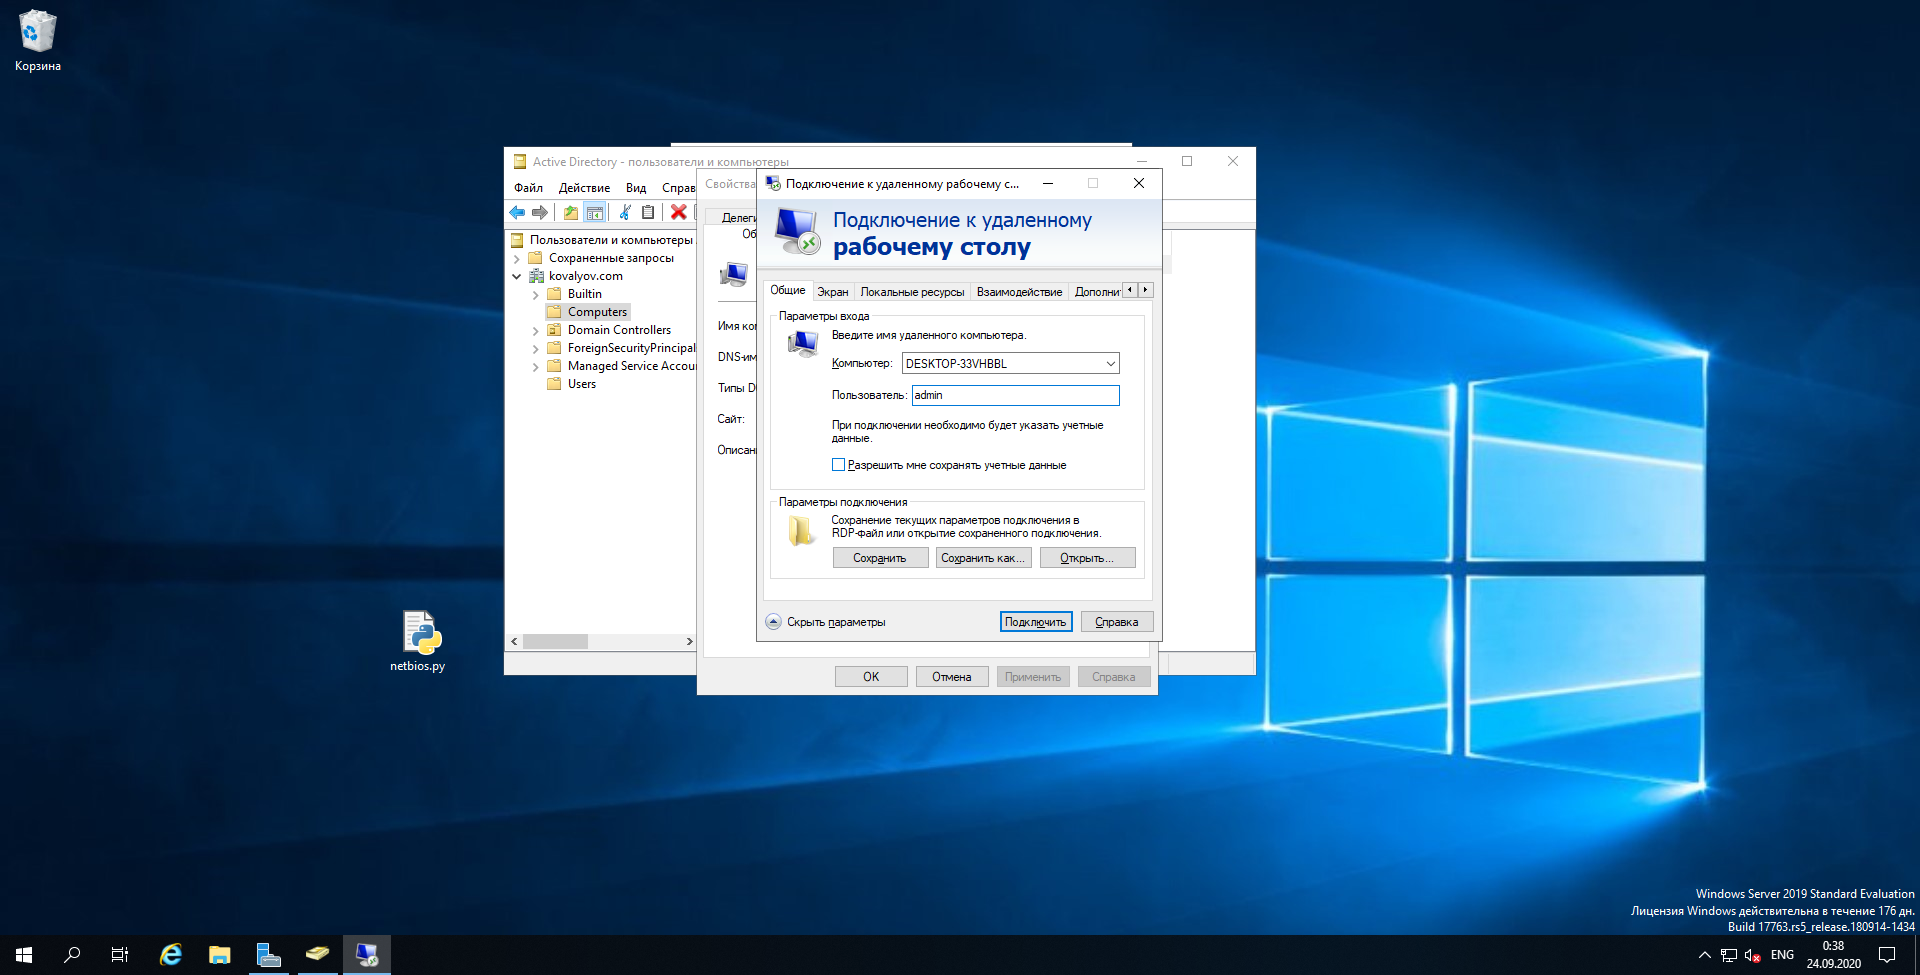 Корзина
Active Directory - пользователи и компьютеры
Файл Действие Вид Справ
Пользователи и компьютеры
Сохраненные запросы
kovalyov.com
Builtin
Computers
Domain Controllers
ForeignSecurityPrincipal
Managed Service Accou
Users
Свойства
Делеги
Об
Имя ко
DNS-им
Типы D
Сайт:
Описан
OK Отмена Применить Справка
Подключение к удаленному рабочему с...
Подключение к удаленному
рабочему столу
Общие Экран Локальные ресурсы Взаимодействие Дополни
Параметры входа
Введите имя удаленного компьютера.
Компьютер: DESKTOP-33VHBBL
Пользователь: admin
При подключении необходимо будет указать учетные
данные.
Разрешить мне сохранять учетные данные
Параметры подключения
Сохранение текущих параметров подключения в
RDP-файл или открытие сохраненного подключения.
Сохранить Сохранить как... Открыть...
Скрыть параметры Подключить Справка
netbios.py
Windows Server 2019 Standard Evaluation
Лицензия Windows действительна в течение 176 дн.
Build 17763.rs5_release.180914-1434
ENG
0:38
24.09.2020